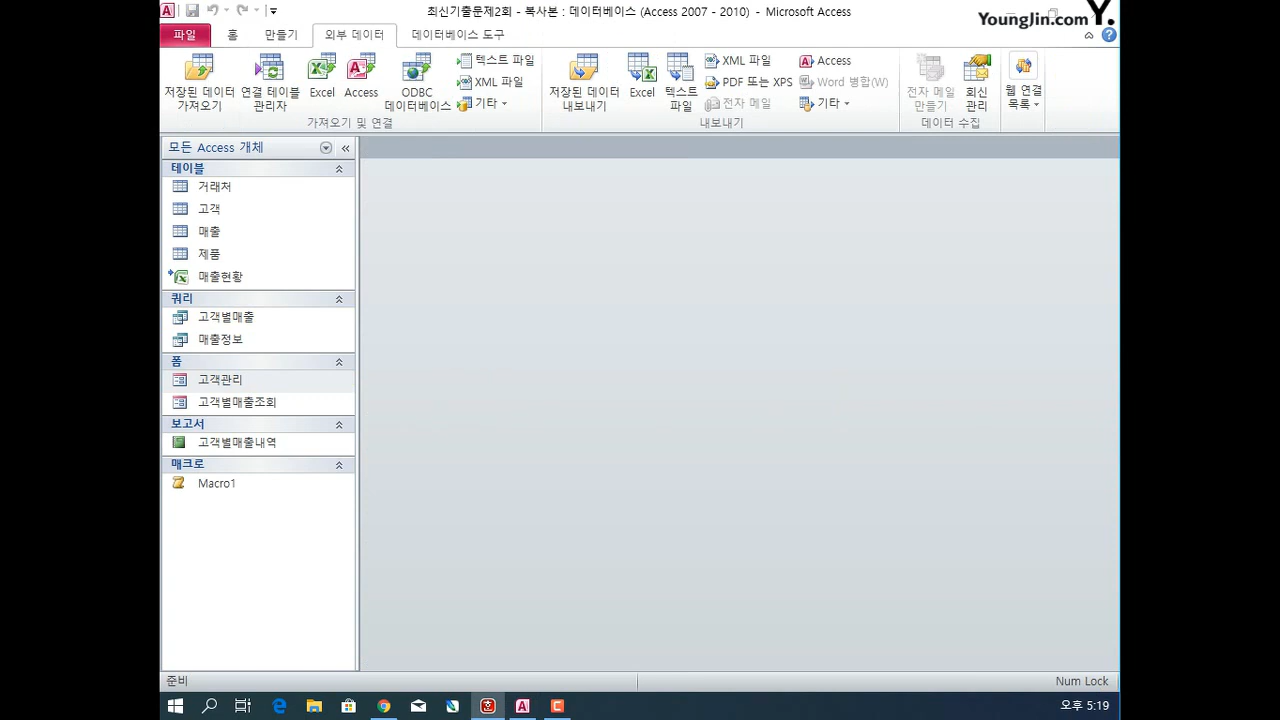 최신기출문제2회 - 복사본 : 데이터베이스 (Access 2007 - 2010) - Microsoft Access
YoungJin.com Y.
파일 홈 만들기 외부 데이터 데이터베이스 도구
저장된 데이터 가져오기
연결 테이블 관리자
Excel
Access
ODBC 데이터베이스
텍스트 파일
XML 파일
기타
가져오기 및 연결
저장된 데이터 내보내기
Excel
텍스트 파일
XML 파일
PDF 또는 XPS
전자 메일
Access
Word 병합(W)
기타
내보내기
전자 메일 만들기
회신 관리
데이터 수집
웹 연결 목록
모든 Access 개체
테이블
거래처
고객
매출
제품
매출현황
쿼리
고객별매출
매출정보
폼
고객관리
고객별매출조회
보고서
고객별매출내역
매크로
Macro1
준비
Num Lock
오후 5:19